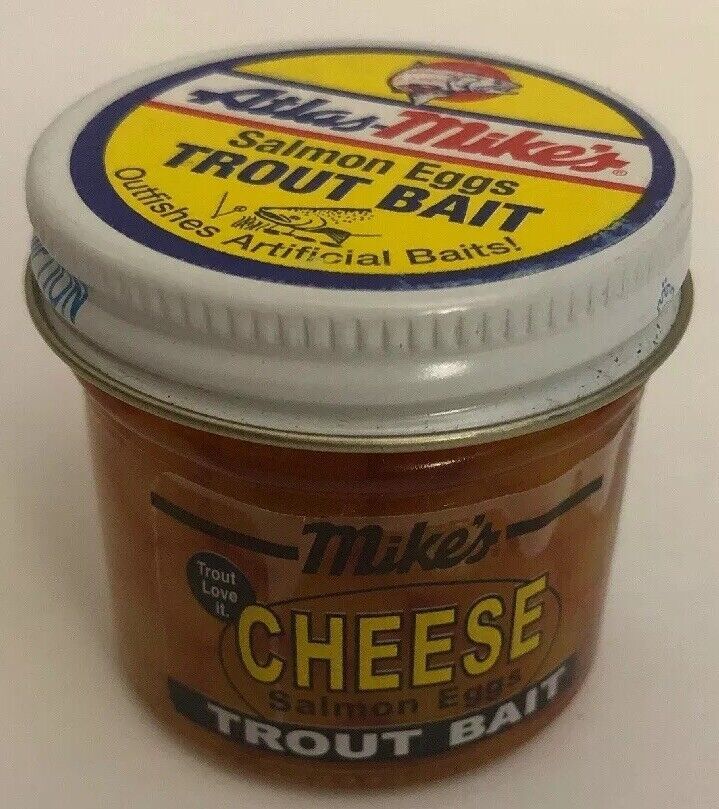 Atlas-Mike's®
Salmon Eggs
TROUT BAIT
Outfishes Artificial Baits!
Mike's
Trout
Love
it.
CHEESE
Salmon Eggs
TROUT BAIT